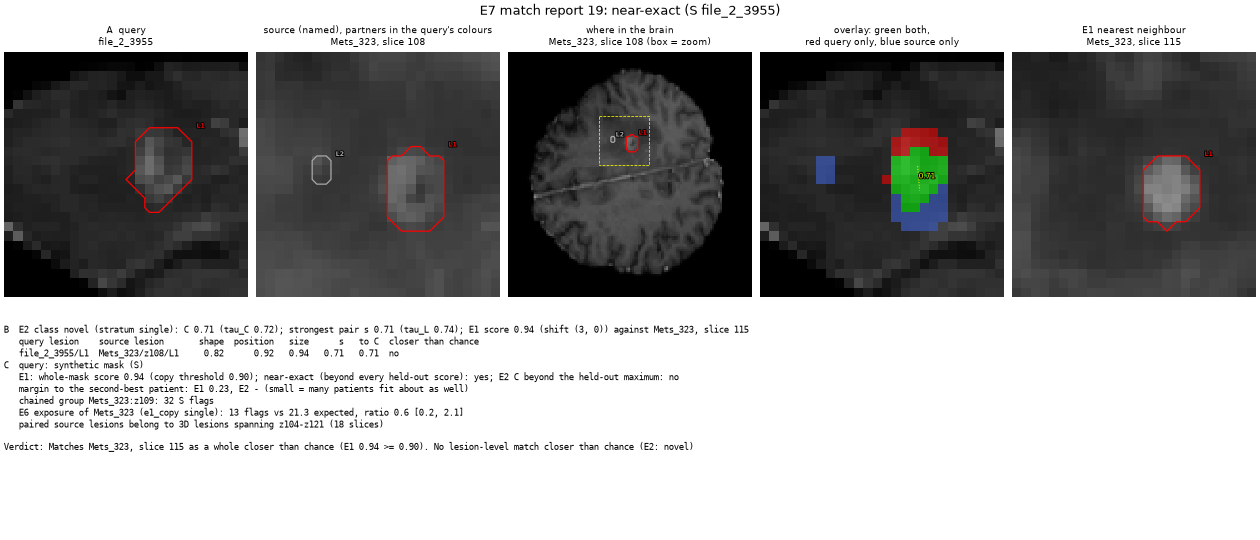 E7 match report 19: near-exact (S file_2_3955)
A query
file_2_3955
source (named), partners in the query's colours
Mets_323, slice 108
where in the brain
Mets_323, slice 108 (box = zoom)
overlay: green both,
red query only, blue source only
E1 nearest neighbour
Mets_323, slice 115
L1
L2
L1
L2
L1
0.71
L1
B E2 class novel (stratum single): C 0.71 (tau_C 0.72); strongest pair s 0.71 (tau_L 0.74); E1 score 0.94 (shift (3, 0)) against Mets_323, slice 115
query lesion source lesion shape position size s to C closer than chance
file_2_3955/L1 Mets_323/z108/L1 0.82 0.92 0.94 0.71 0.71 no
C query: synthetic mask (S)
E1: whole-mask score 0.94 (copy threshold 0.90); near-exact (beyond every held-out score): yes; E2 C beyond the held-out maximum: no
margin to the second-best patient: E1 0.23, E2 - (small = many patients fit about as well)
chained group Mets_323:z109: 32 S flags
E6 exposure of Mets_323 (e1_copy single): 13 flags vs 21.3 expected, ratio 0.6 [0.2, 2.1]
paired source lesions belong to 3D lesions spanning z104-z121 (18 slices)
Verdict: Matches Mets_323, slice 115 as a whole closer than chance (E1 0.94 >= 0.90). No lesion-level match closer than chance (E2: novel)